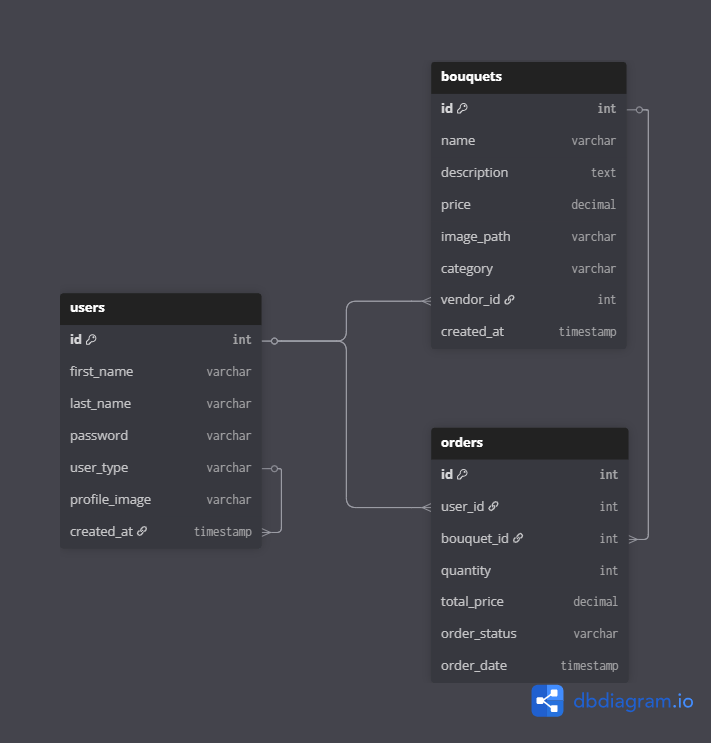 bouquets
id int
name varchar
description text
price decimal
image_path varchar
category varchar
vendor_id int
created_at timestamp
users
id int
first_name varchar
last_name varchar
password varchar
user_type varchar
profile_image varchar
created_at timestamp
orders
id int
user_id int
bouquet_id int
quantity int
total_price decimal
order_status varchar
order_date timestamp
dbdiagram.io